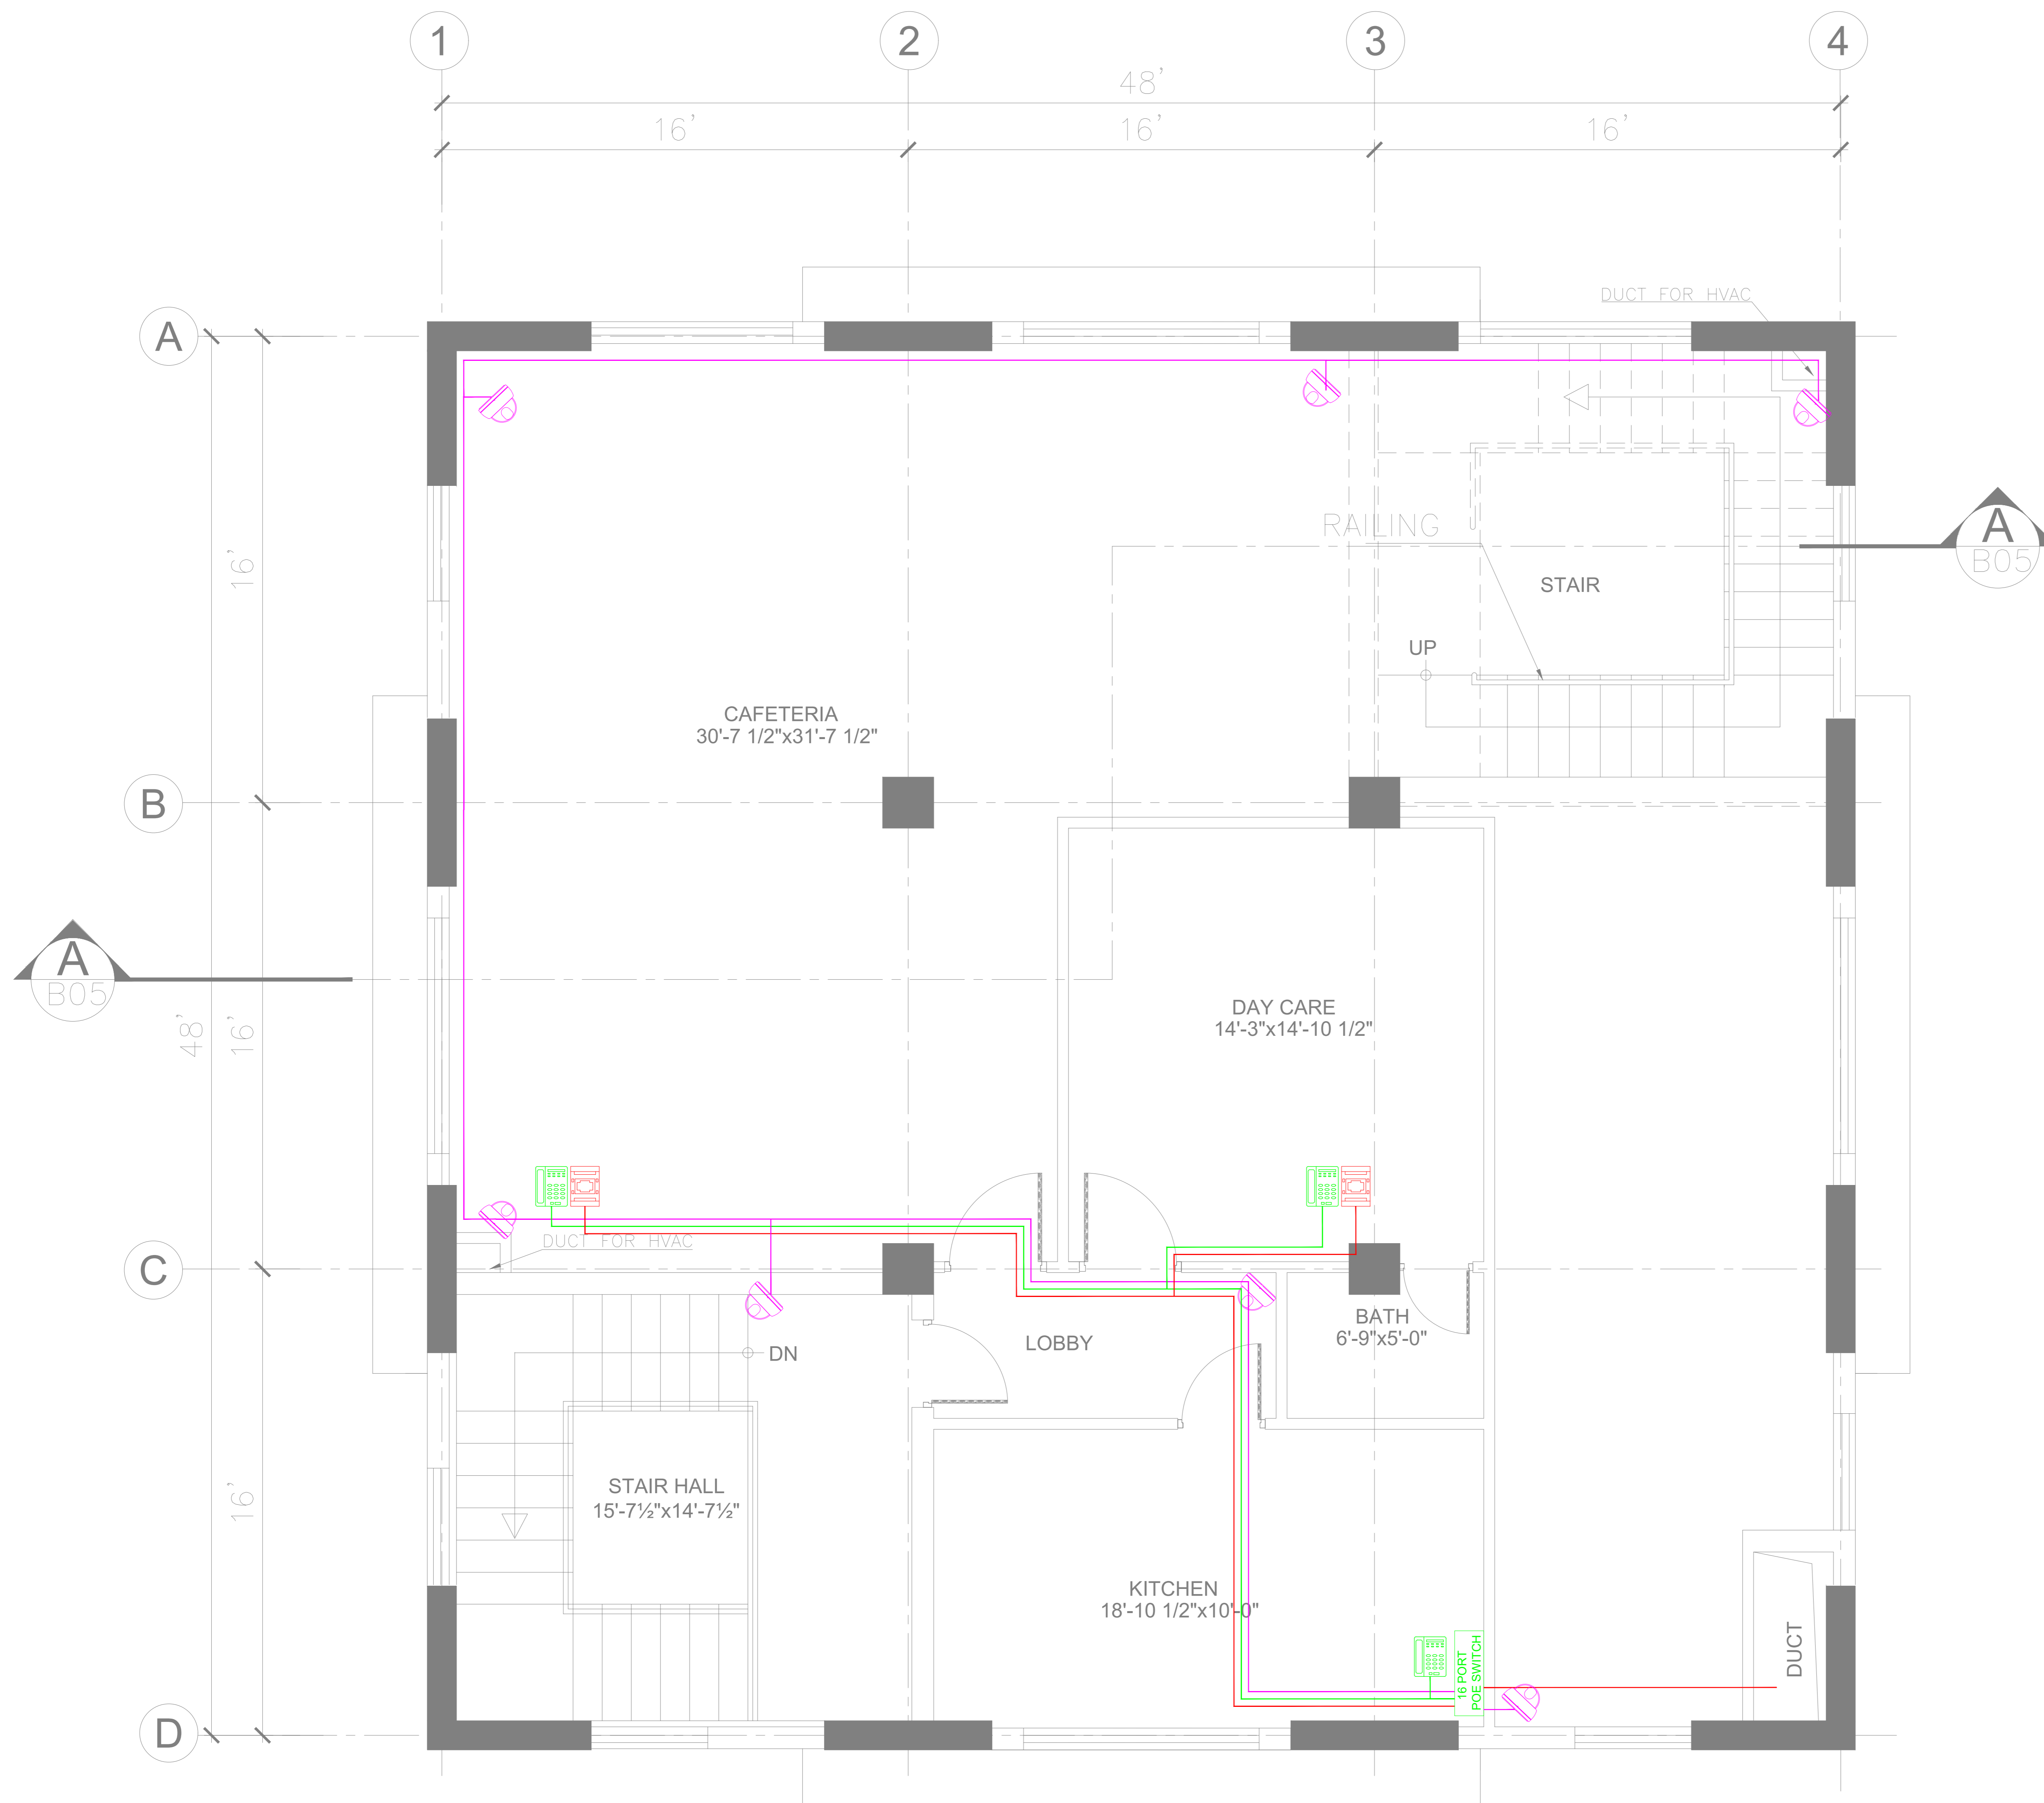 1
2
3
4
48'
16'
16'
16'
DUCT FOR HVAC
A
RAILING
A
B05
16'
STAIR
UP
CAFETERIA
30'-7 1/2"x31'-7 1/2"
B
A
B05
DAY CARE
14'-3"x14'-10 1/2"
48'
16'
DUCT FOR HVAC
C
BATH
6'-9"x5'-0"
LOBBY
DN
STAIR HALL
15'-7½"x14'-7½"
16'
KITCHEN
18'-10 1/2"x10'-0"
16 PORT
POE SWITCH
DUCT
D